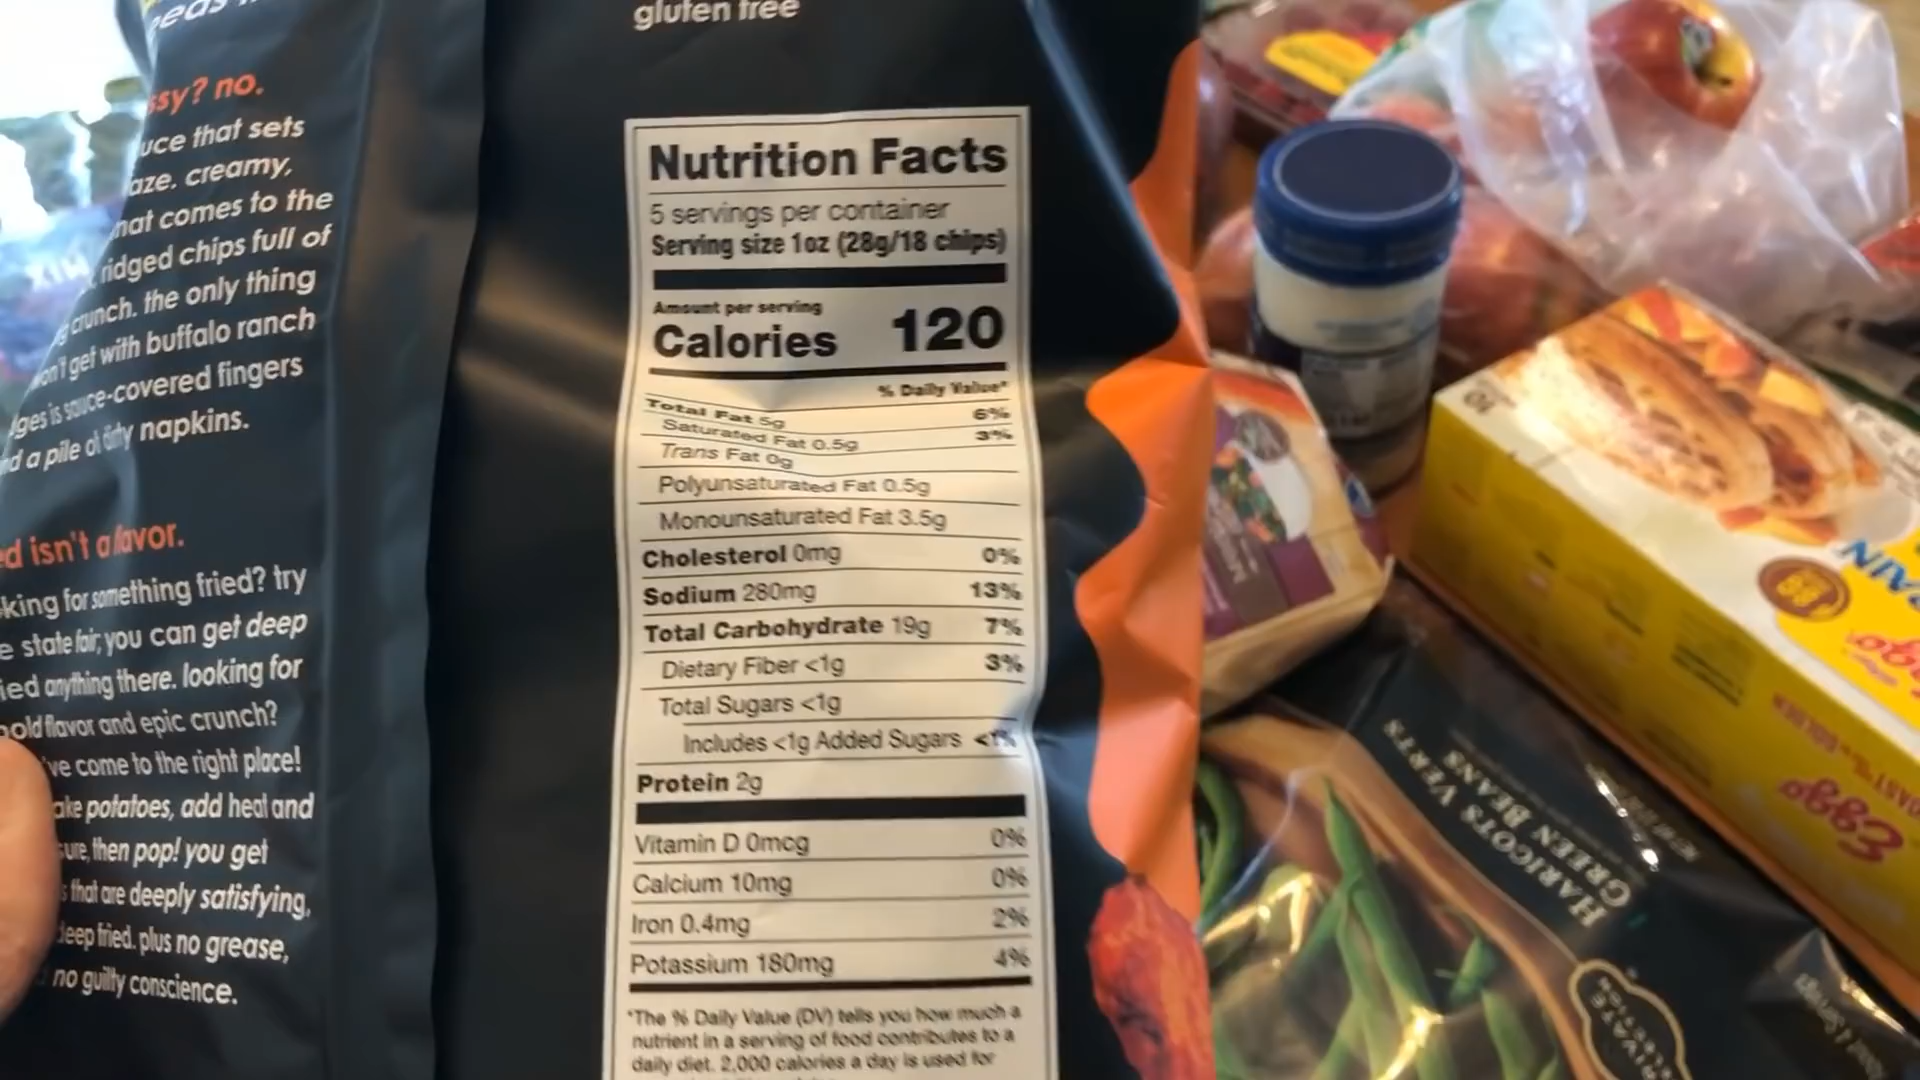 gluten free
ssy? no.
uce that sets
aze. creamy,
hat comes to the
ridged chips full of
crunch. the only thing
won't get with buffalo ranch
dges is sauce-covered fingers
nd a pile of dirty napkins.
ed isn't a flavor.
king for something fried? try
e state fair, you can get deep
ied anything there. looking for
bold flavor and epic crunch?
've come to the right place!
ake potatoes, add heat and
sure, then pop! you get
s that are deeply satisfying,
deep fried. plus no grease,
no guilty conscience.
Nutrition Facts
5 servings per container
Serving size 1oz (28g/18 chips)
Amount per serving
Calories 120
% Daily Value*
Total Fat 5g 6%
Saturated Fat 0.5g 3%
Trans Fat 0g
Polyunsaturated Fat 0.5g
Monounsaturated Fat 3.5g
Cholesterol 0mg 0%
Sodium 280mg 13%
Total Carbohydrate 19g 7%
Dietary Fiber <1g 3%
Total Sugars <1g
Includes <1g Added Sugars <1%
Protein 2g
Vitamin D 0mcg 0%
Calcium 10mg 0%
Iron 0.4mg 2%
Potassium 180mg 4%
*The % Daily Value (DV) tells you how much a
nutrient in a serving of food contributes to a
daily diet. 2,000 calories a day is used for
HARICOTS VERTS
GREEN BEANS
PRIVATE
Eggo